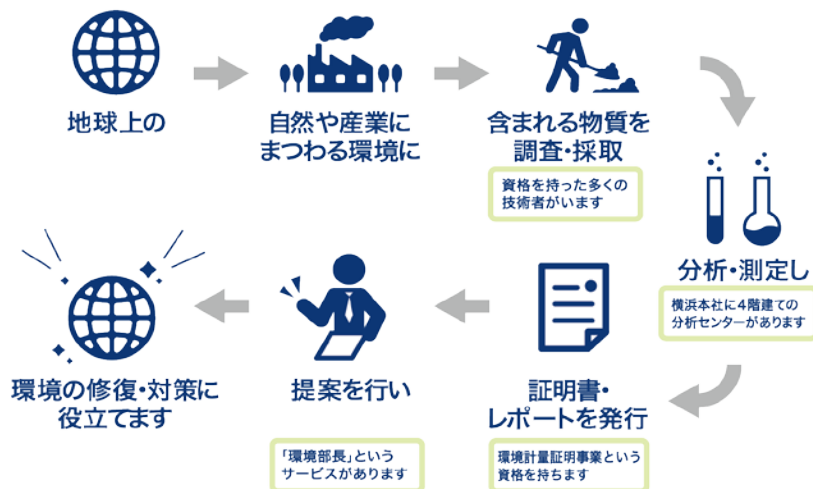 地球上の
自然や産業に
まつわる環境に
含まれる物質を
調査・採取
資格を持った多くの
技術者がいます
分析・測定し
横浜本社に4階建ての
分析センターがあります
証明書・
レポートを発行
環境計量証明事業という
資格を持ちます
提案を行い
「環境部長」という
サービスがあります
環境の修復・対策に
役立てます